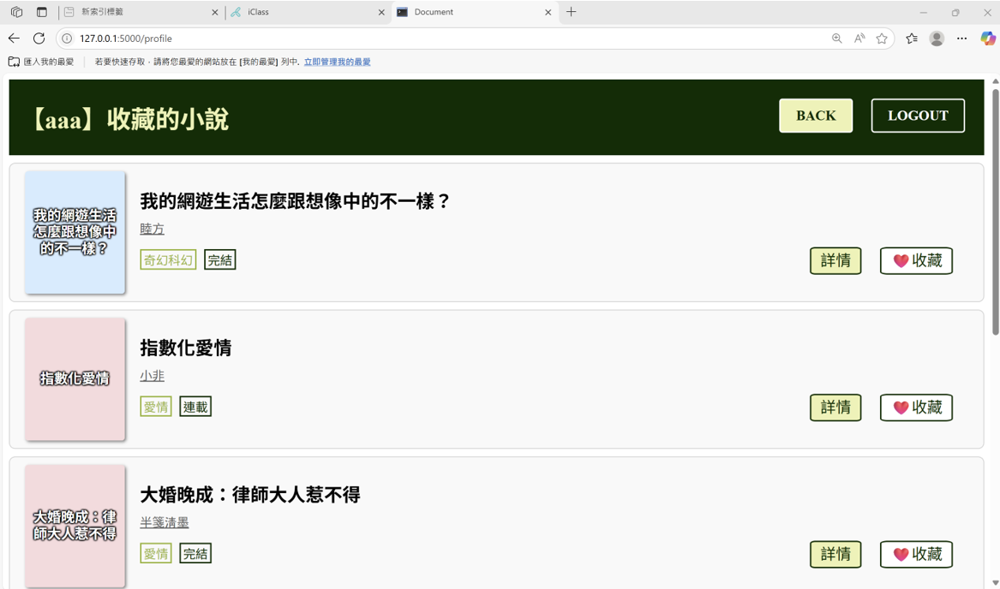 新索引標籤
iClass
Document
127.0.0.1:5000/profile
匯入我的最愛
若要快速存取，請將您最愛的網站放在 [我的最愛] 列中. 立即管理我的最愛
【aaa】收藏的小說
BACK
LOGOUT
我的網遊生活
怎麼跟想像中
的不一樣？
我的網遊生活怎麼跟想像中的不一樣？
睦方
奇幻科幻 完結
詳情
收藏
指數化愛情
指數化愛情
小非
愛情 連載
詳情
收藏
大婚晚成：律
師大人惹不得
大婚晚成：律師大人惹不得
半箋清墨
愛情 完結
詳情
收藏